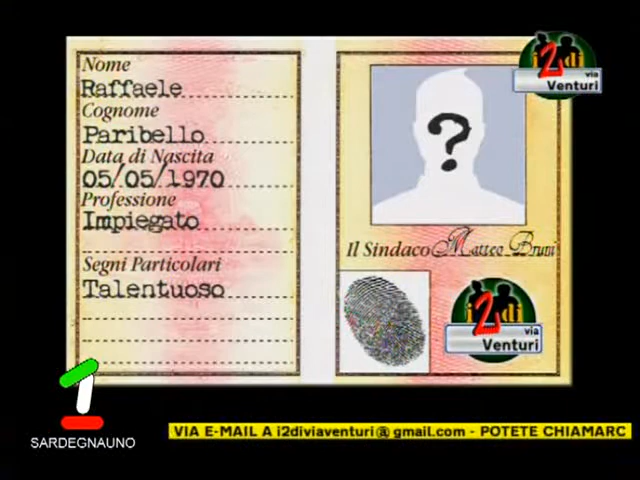 Nome
Raffaele
Cognome
Paribello
Data di Nascita
05/05/1970
Professione
Impiegato
Segni Particolari
Talentuoso
i2di
via
Venturi
?
Il Sindaco Matteo Bruni
i2di
via
Venturi
1
SARDEGNAUNO
VIA E-MAIL A i2diviaventuri@gmail.com - POTETE CHIAMARC